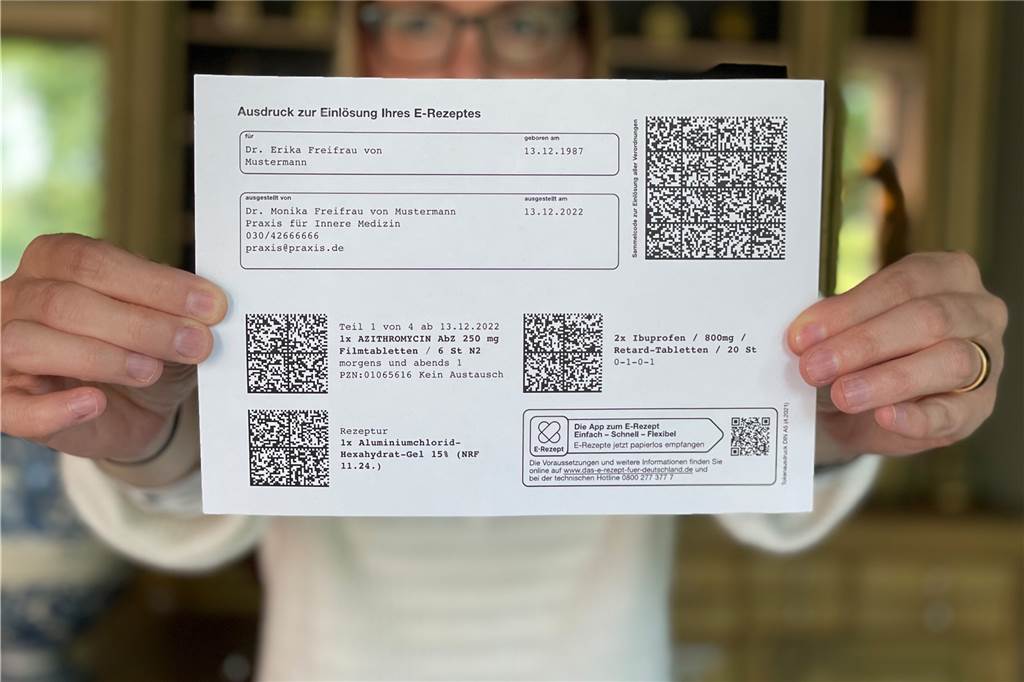 Ausdruck zur Einlösung Ihres E-Rezeptes
für
Dr. Erika Freifrau von
Mustermann
geboren am
13.12.1987
ausgestellt von
Dr. Monika Freifrau von Mustermann
Praxis für Innere Medizin
030/42666666
praxis@praxis.de
ausgestellt am
13.12.2022
Sammelcode zur Einlösung aller Verordnungen
Teil 1 von 4 ab 13.12.2022
1x AZITHROMYCIN AbZ 250 mg
Filmtabletten / 6 St N2
morgens und abends 1
PZN:01065616 Kein Austausch
2x Ibuprofen / 800mg /
Retard-Tabletten / 20 St
0-1-0-1
Rezeptur
1x Aluminiumchlorid-
Hexahydrat-Gel 15% (NRF
11.24.)
E-Rezept
Die App zum E-Rezept
Einfach – Schnell – Flexibel
E-Rezepte jetzt papierlos empfangen
Die Voraussetzungen und weitere Informationen finden Sie
online auf www.das-e-rezept-fuer-deutschland.de und
bei der technischen Hotline 0800 277 377 7
Tokenausdruck DIN A5 (4.2021)